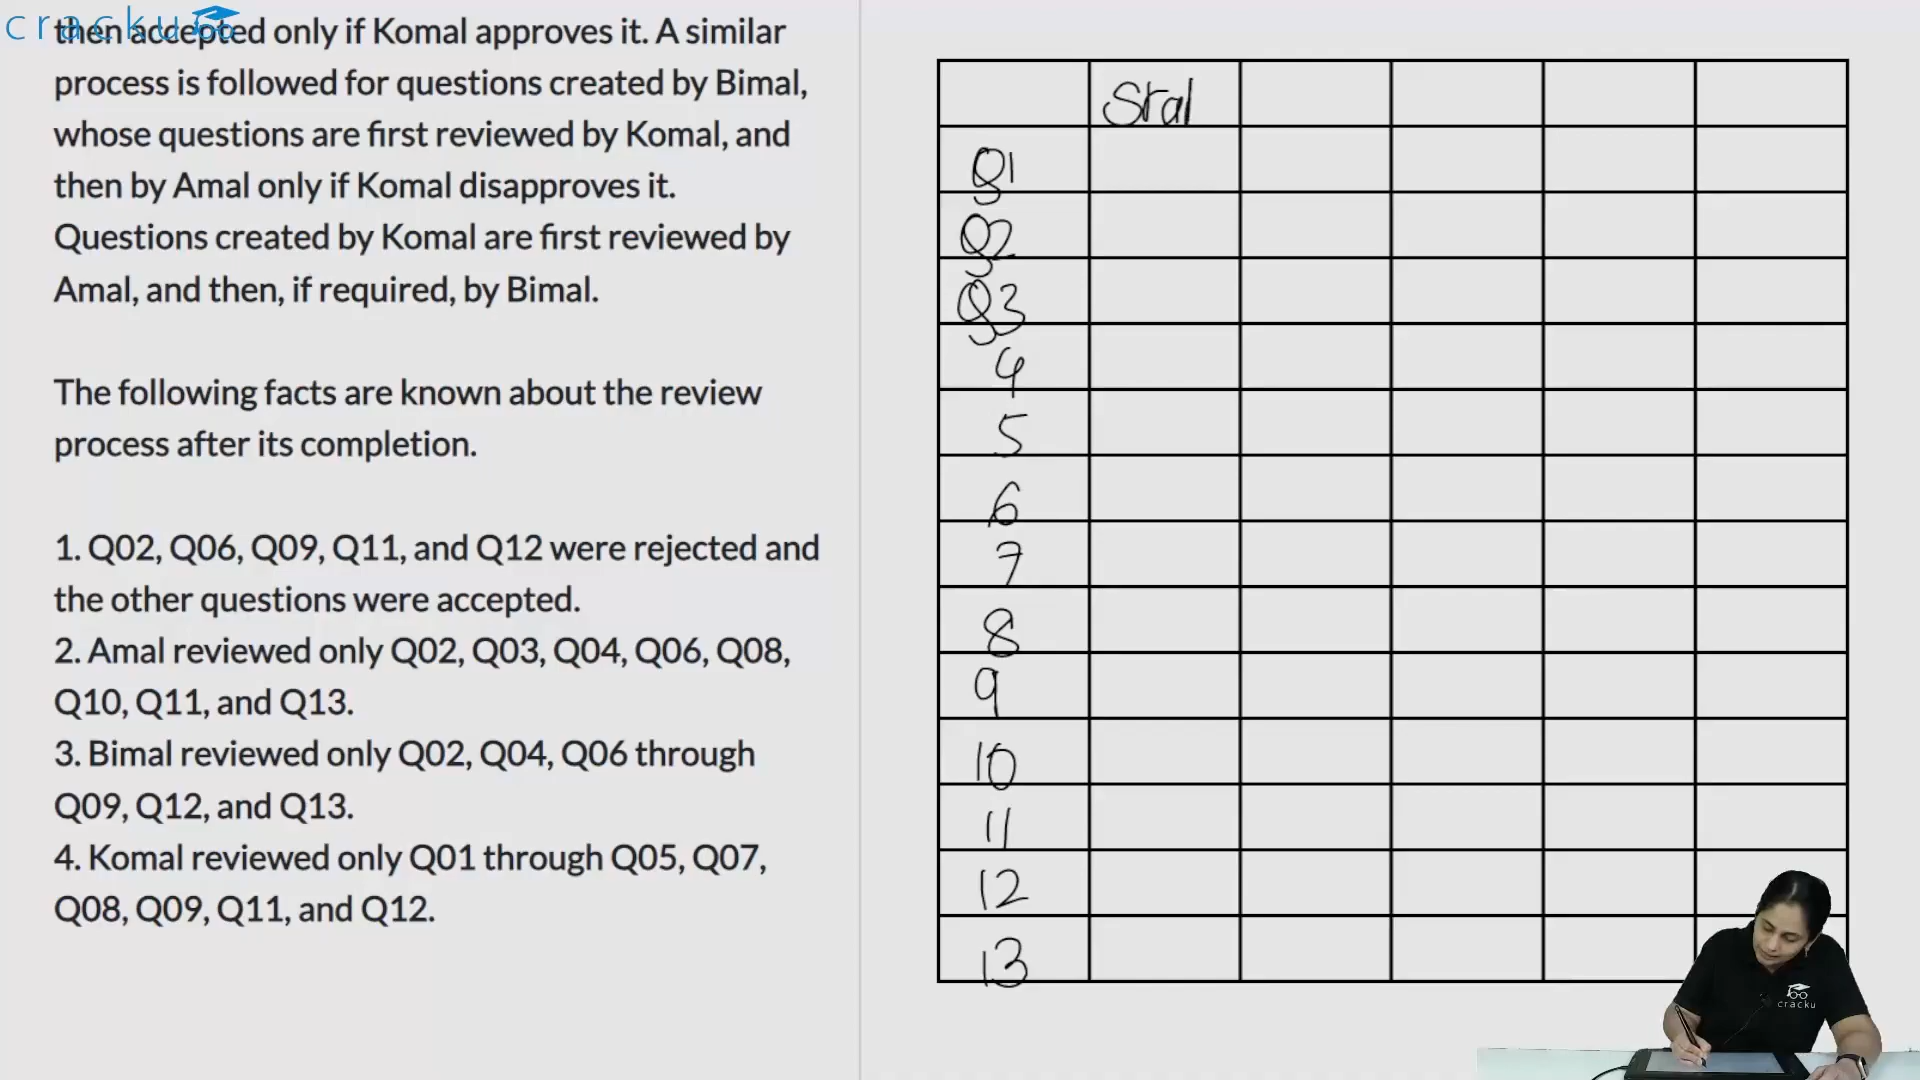 cracku
then accepted only if Komal approves it. A similar
process is followed for questions created by Bimal,
whose questions are first reviewed by Komal, and
then by Amal only if Komal disapproves it.
Questions created by Komal are first reviewed by
Amal, and then, if required, by Bimal.
The following facts are known about the review
process after its completion.
1. Q02, Q06, Q09, Q11, and Q12 were rejected and
the other questions were accepted.
2. Amal reviewed only Q02, Q03, Q04, Q06, Q08,
Q10, Q11, and Q13.
3. Bimal reviewed only Q02, Q04, Q06 through
Q09, Q12, and Q13.
4. Komal reviewed only Q01 through Q05, Q07,
Q08, Q09, Q11, and Q12.
Q1
Q2
Q3
4
5
6
7
8
9
10
11
12
13
cracku